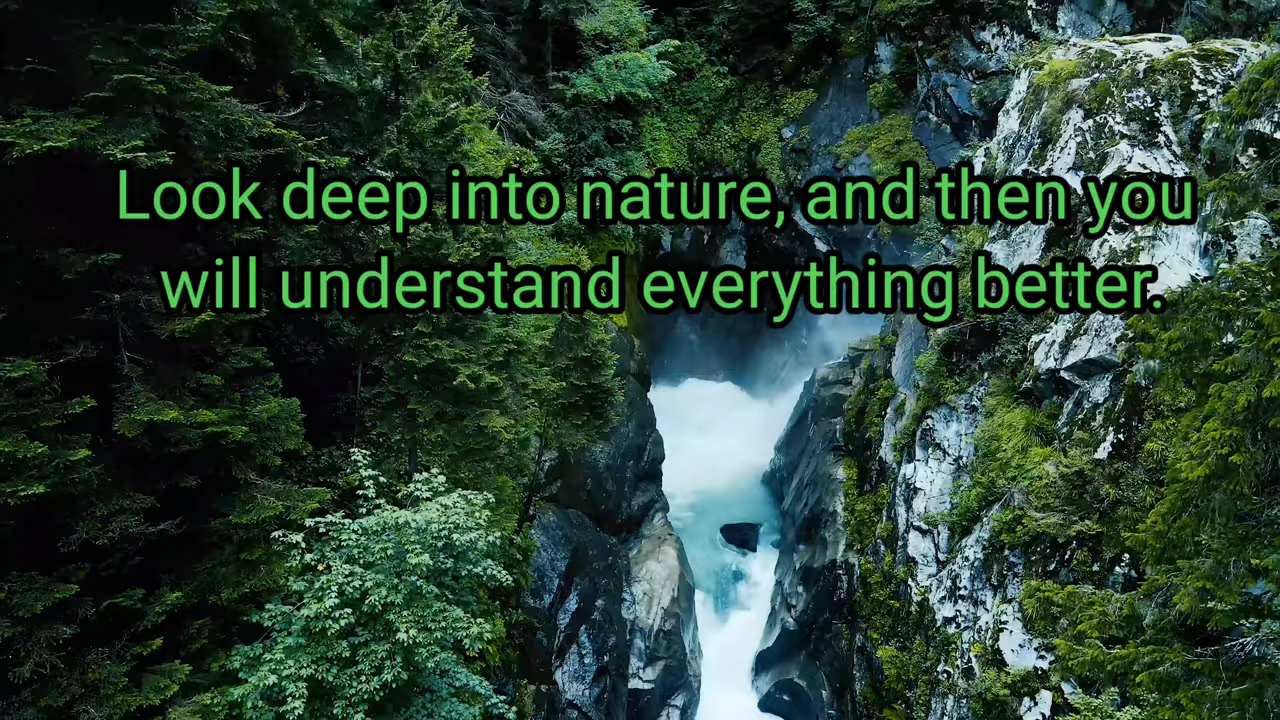 Look deep into nature, and then you
will understand everything better.